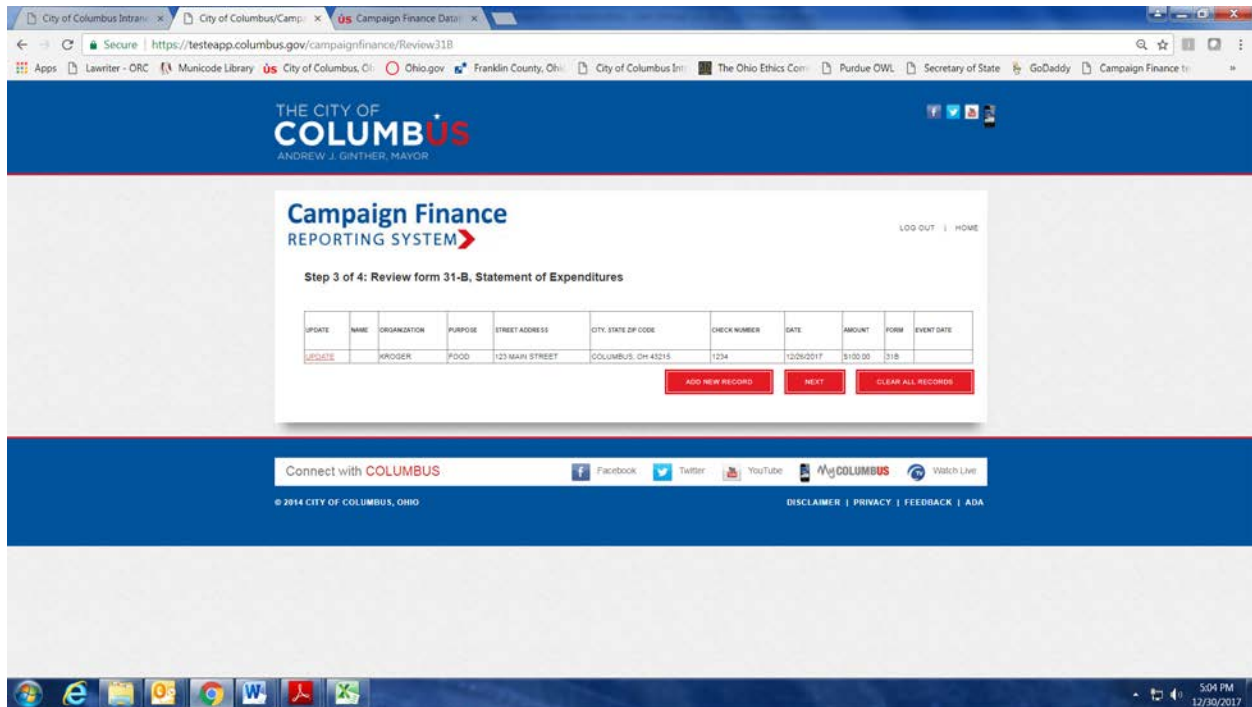 City of Columbus Intran
City of Columbus/Camp
ús Campaign Finance Data
Secure | https://testeapp.columbus.gov/campaignfinance/Review31B
Apps Lawriter - ORC Municode Library ús City of Columbus, Oh Ohio.gov Franklin County, Ohi City of Columbus Int The Ohio Ethics Com Purdue OWL Secretary of State GoDaddy Campaign Finance te »
THE CITY OF
COLUMBUS
ANDREW J. GINTHER, MAYOR
Campaign Finance
REPORTING SYSTEM
LOG OUT | HOME
Step 3 of 4: Review form 31-B, Statement of Expenditures
UPDATE NAME ORGANIZATION PURPOSE STREET ADDRESS CITY, STATE ZIP CODE CHECK NUMBER DATE AMOUNT FORM EVENT DATE
UPDATE KROGER FOOD 123 MAIN STREET COLUMBUS, OH 43215 1234 12/26/2017 $100.00 31B
ADD NEW RECORD NEXT CLEAR ALL RECORDS
Connect with COLUMBUS Facebook Twitter YouTube MyCOLUMBUS Watch Live
© 2014 CITY OF COLUMBUS, OHIO DISCLAIMER | PRIVACY | FEEDBACK | ADA
5:04 PM
12/30/2017